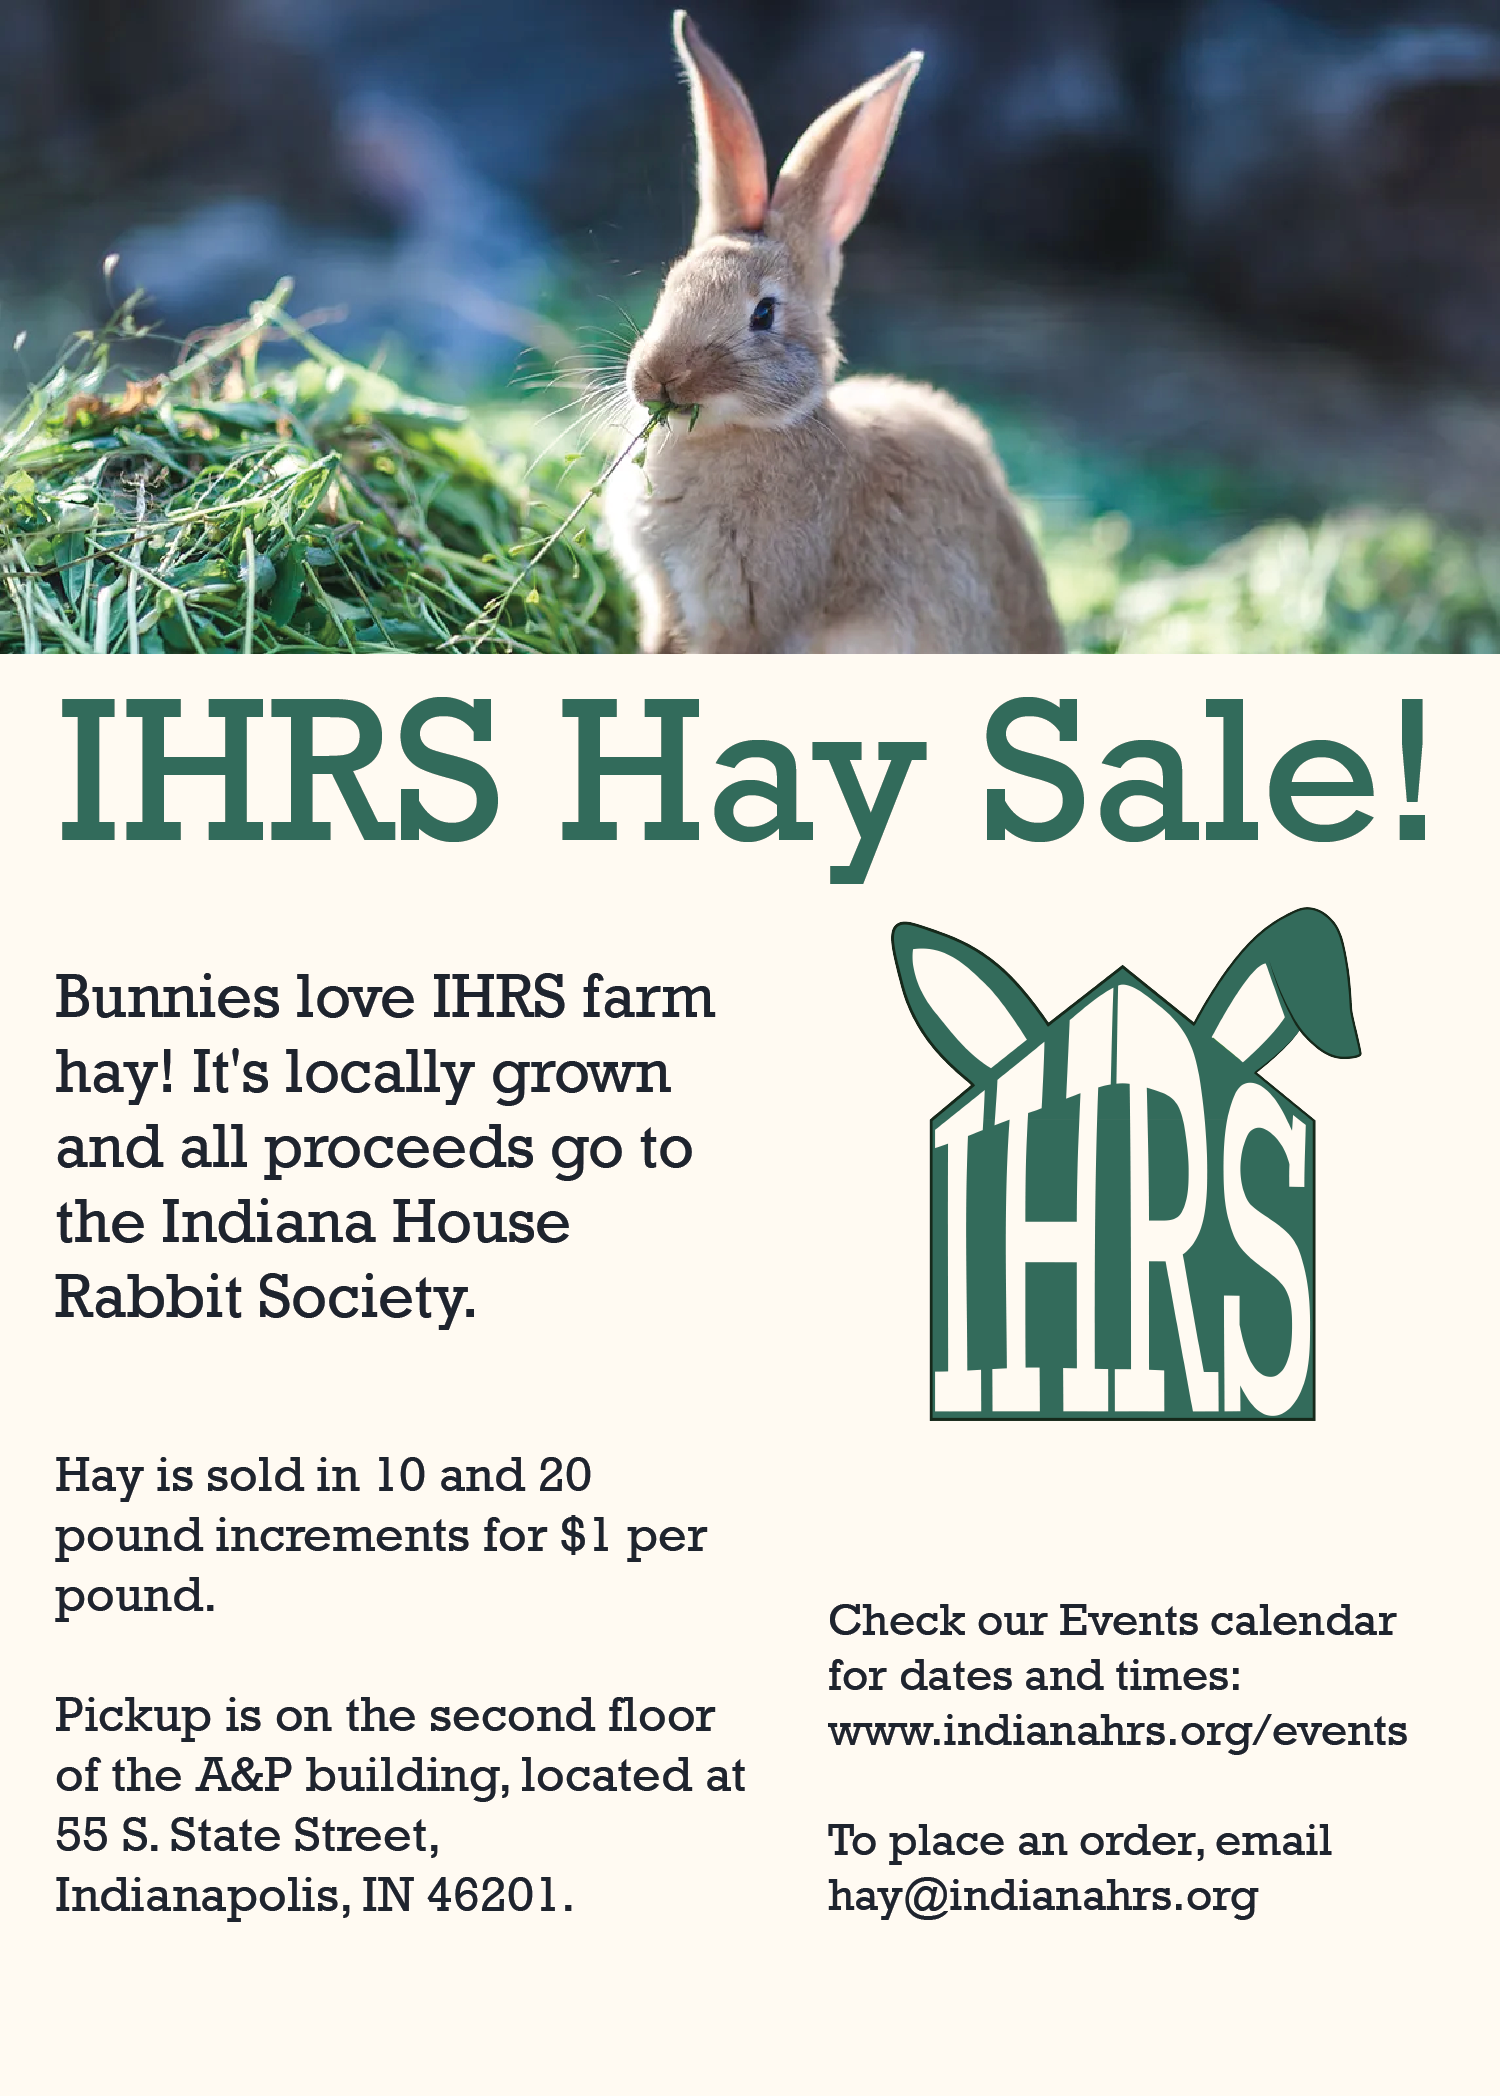 IHRS Hay Sale!
Bunnies love IHRS farm
hay! It's locally grown
and all proceeds go to
the Indiana House
Rabbit Society.
IHRS
Hay is sold in 10 and 20
pound increments for $1 per
pound.
Pickup is on the second floor
of the A&P building, located at
55 S. State Street,
Indianapolis, IN 46201.
Check our Events calendar
for dates and times:
www.indianahrs.org/events
To place an order, email
hay@indianahrs.org